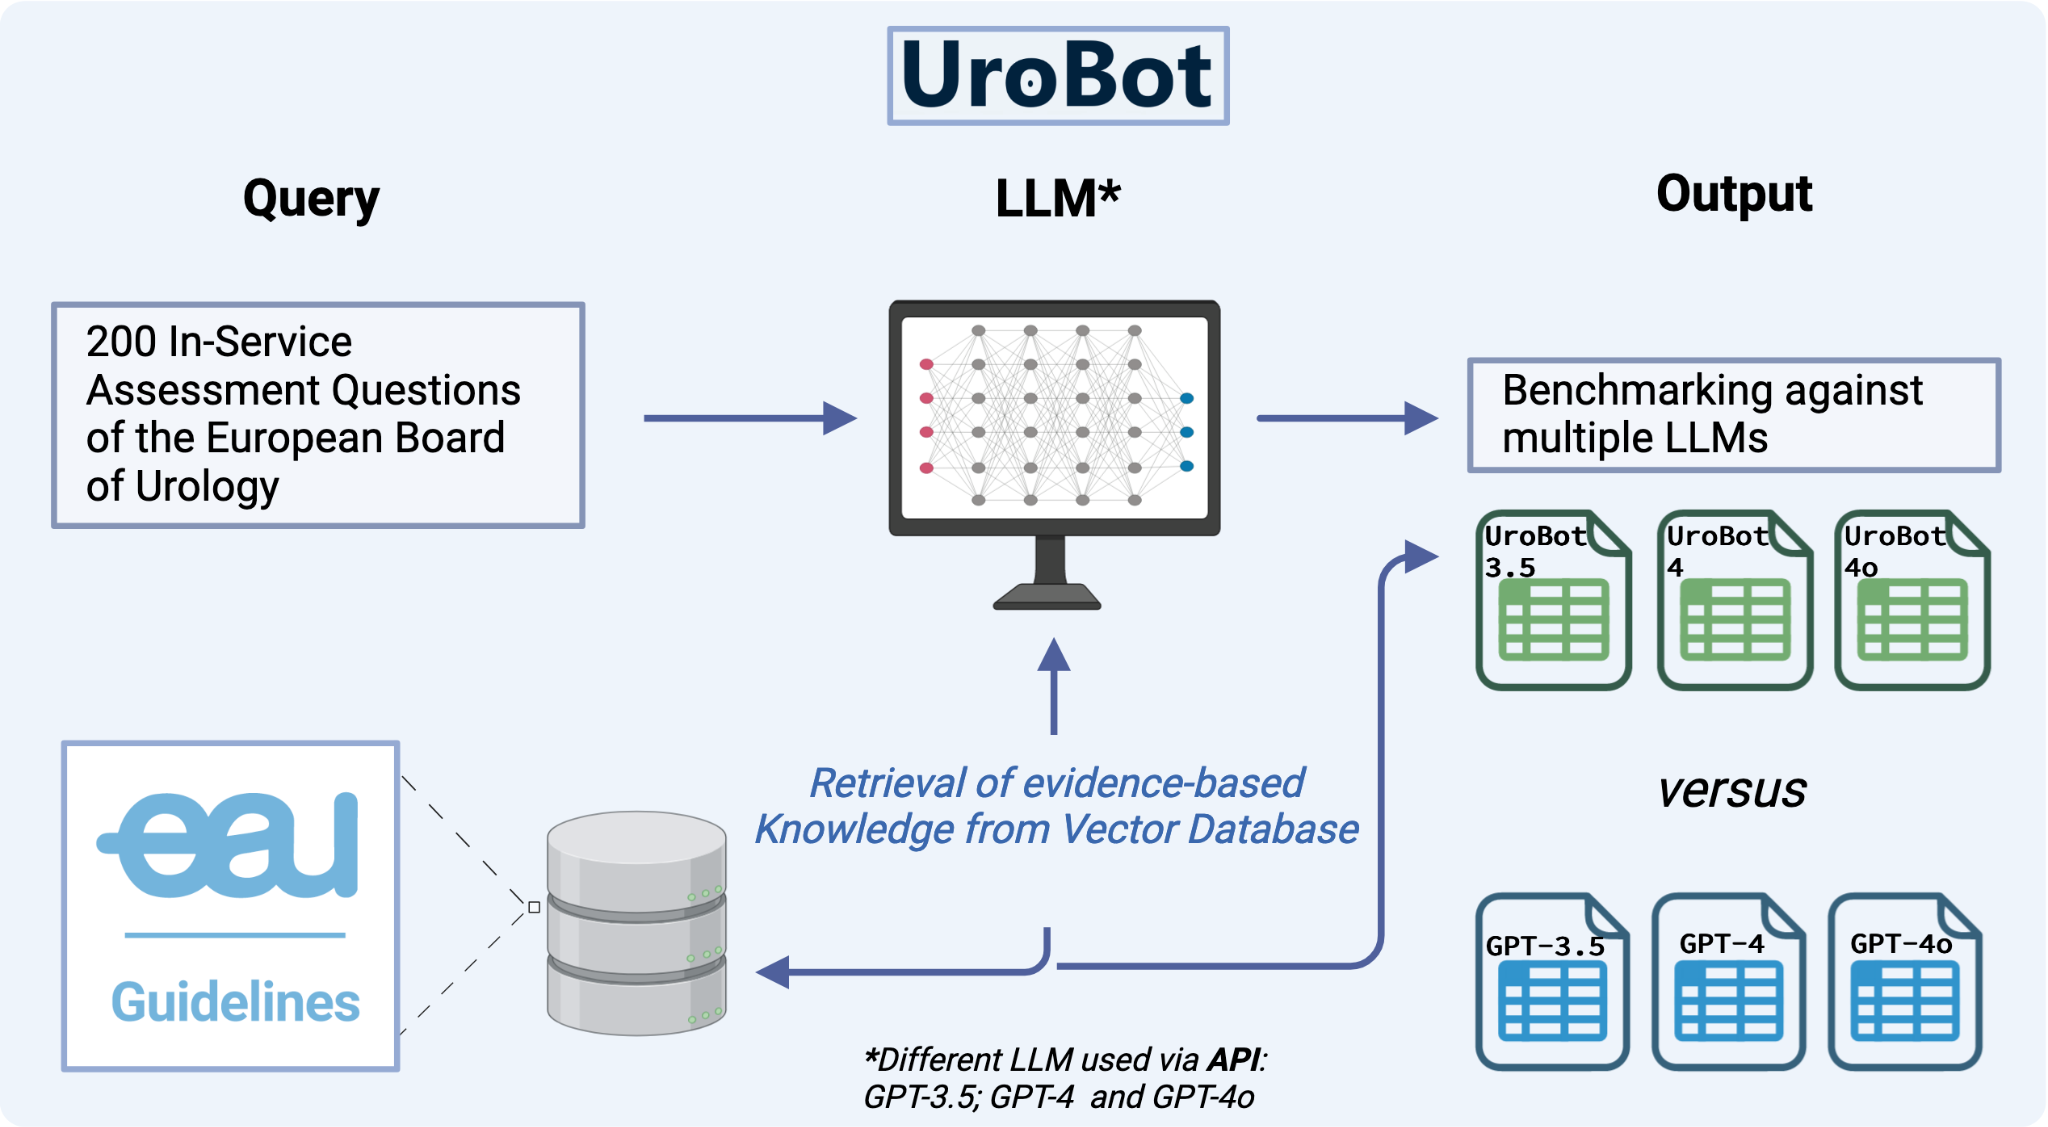 UroBot
Query
LLM*
Output
200 In-Service
Assessment Questions
of the European Board
of Urology
Benchmarking against
multiple LLMs
UroBot
3.5
UroBot
4
UroBot
4o
Retrieval of evidence-based
Knowledge from Vector Database
versus
eau
Guidelines
GPT-3.5
GPT-4
GPT-4o
*Different LLM used via API:
GPT-3.5; GPT-4 and GPT-4o